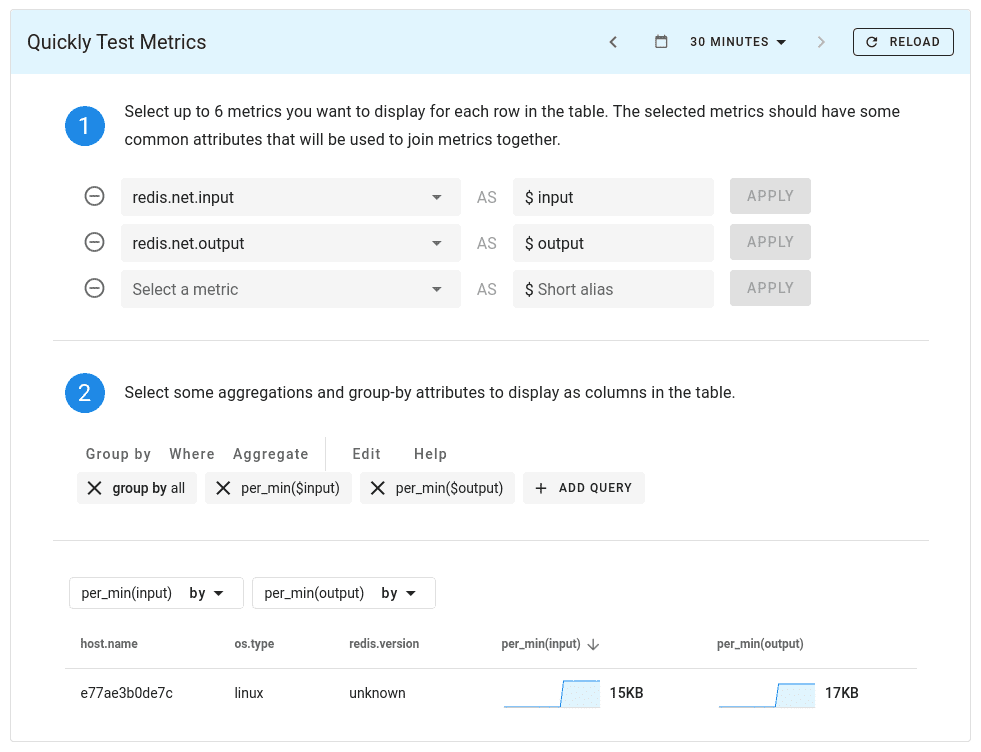 Quickly Test Metrics
30 MINUTES
RELOAD
1
Select up to 6 metrics you want to display for each row in the table. The selected metrics should have some
common attributes that will be used to join metrics together.
redis.net.input AS $ input APPLY
redis.net.output AS $ output APPLY
Select a metric AS $ Short alias APPLY
2
Select some aggregations and group-by attributes to display as columns in the table.
Group by Where Aggregate Edit Help
group by all per_min($input) per_min($output) + ADD QUERY
per_min(input) by per_min(output) by
host.name os.type redis.version per_min(input) per_min(output)
e77ae3b0de7c linux unknown 15KB 17KB